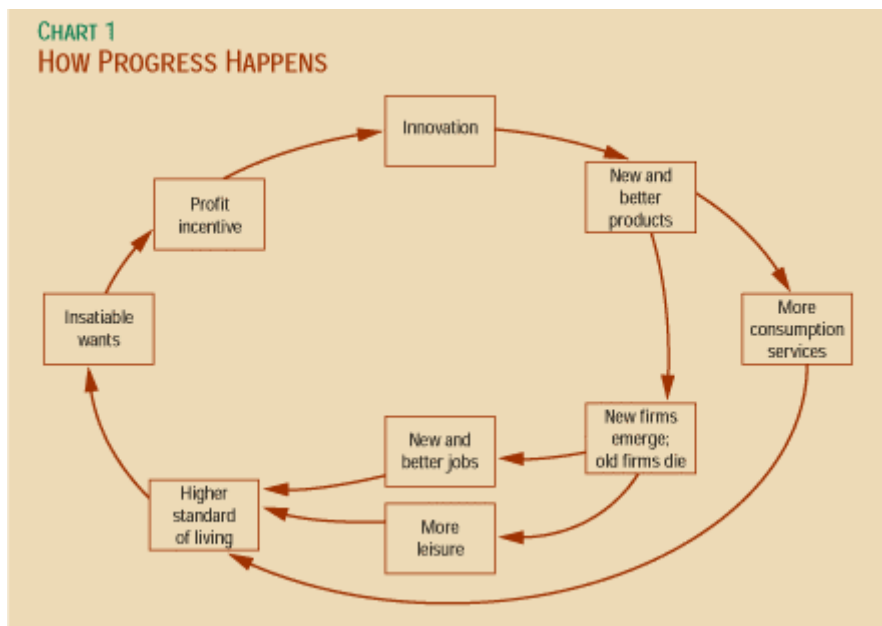 CHART 1
HOW PROGRESS HAPPENS
Innovation
New and
better
products
Profit
incentive
More
consumption
services
Insatiable
wants
New firms
emerge;
old firms die
New and
better jobs
Higher
standard
of living
More
leisure